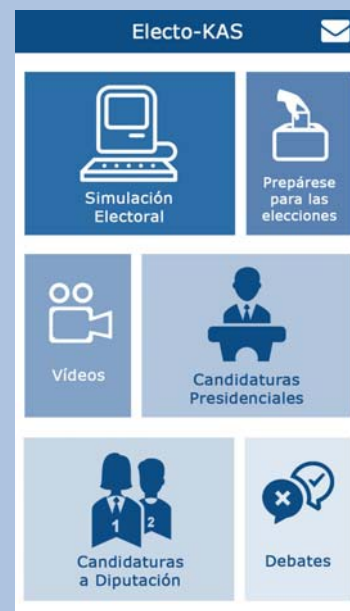 Electo-KAS
Simulación
Electoral
Prepárese
para las
elecciones
Vídeos
Candidaturas
Presidenciales
1
2
Candidaturas
a Diputación
Debates